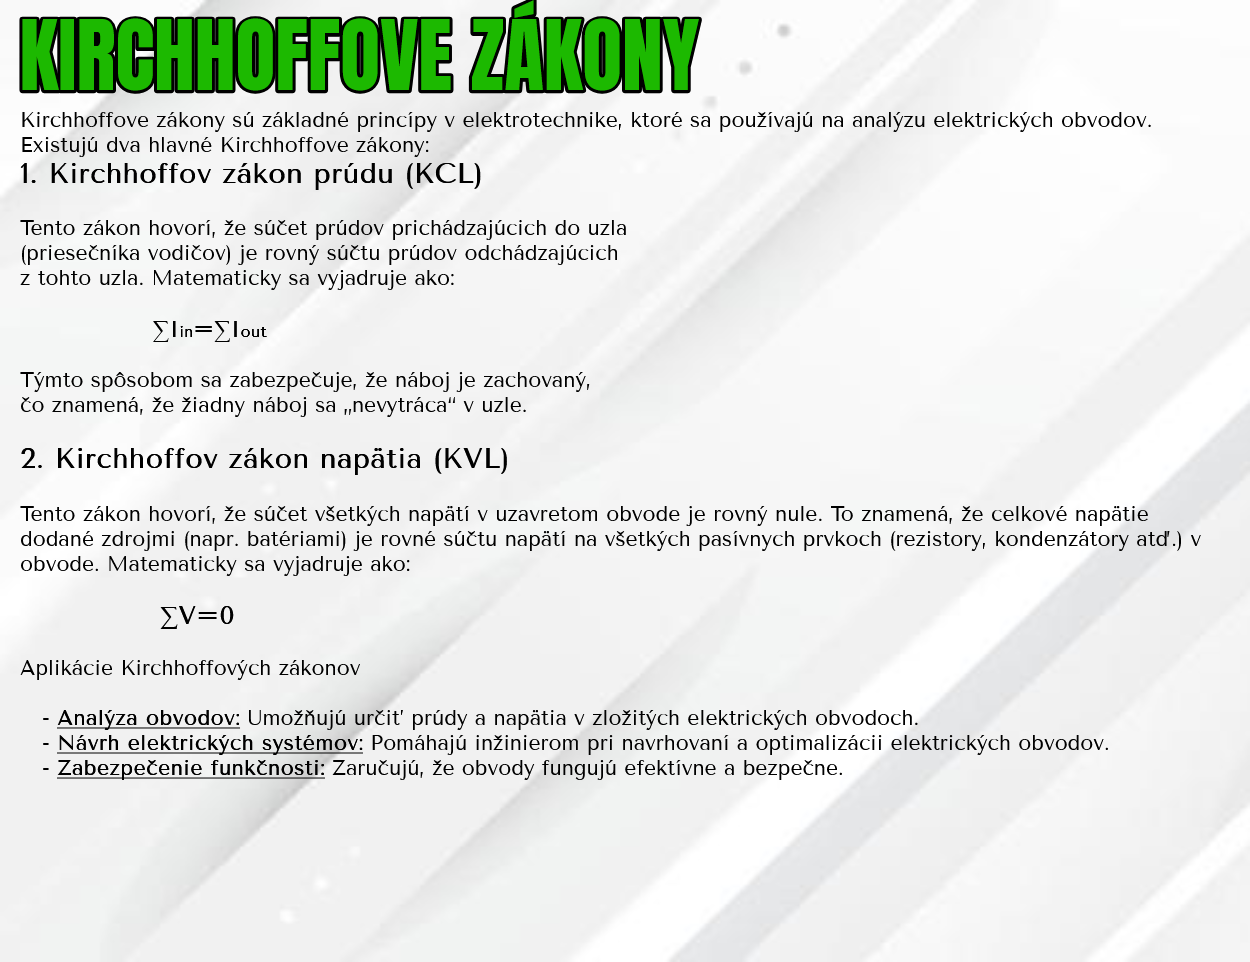 KIRCHHOFFOVE ZÁKONY
Kirchhoffove zákony sú základné princípy v elektrotechnike, ktoré sa používajú na analýzu elektrických obvodov.
Existujú dva hlavné Kirchhoffove zákony:
1. Kirchhoffov zákon prúdu (KCL)
Tento zákon hovorí, že súčet prúdov prichádzajúcich do uzla
(priesečníka vodičov) je rovný súčtu prúdov odchádzajúcich
z tohto uzla. Matematicky sa vyjadruje ako:
∑Iin=∑Iout
Týmto spôsobom sa zabezpečuje, že náboj je zachovaný,
čo znamená, že žiadny náboj sa „nevytráca“ v uzle.
2. Kirchhoffov zákon napätia (KVL)
Tento zákon hovorí, že súčet všetkých napätí v uzavretom obvode je rovný nule. To znamená, že celkové napätie
dodané zdrojmi (napr. batériami) je rovné súčtu napätí na všetkých pasívnych prvkoch (rezistory, kondenzátory atď.) v
obvode. Matematicky sa vyjadruje ako:
∑V=0
Aplikácie Kirchhoffových zákonov
- Analýza obvodov: Umožňujú určiť prúdy a napätia v zložitých elektrických obvodoch.
- Návrh elektrických systémov: Pomáhajú inžinierom pri navrhovaní a optimalizácii elektrických obvodov.
- Zabezpečenie funkčnosti: Zaručujú, že obvody fungujú efektívne a bezpečne.